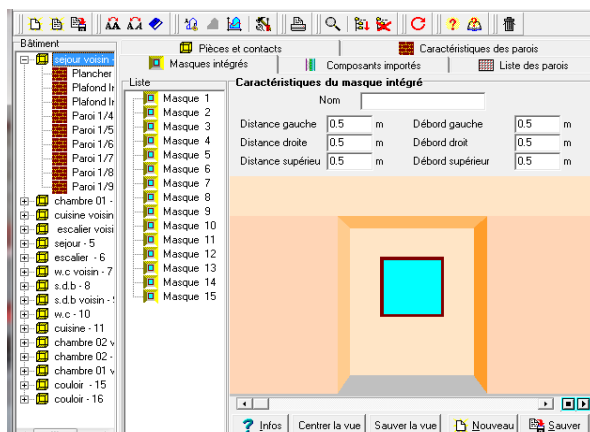 Bâtiment
sejour voisin -
Plancher
Plafond Ir
Plafond Ir
Paroi 1/4
Paroi 1/5
Paroi 1/6
Paroi 1/7
Paroi 1/8
Paroi 1/9
chambre 01 -
cuisine voisin
escalier voisi
sejour - 5
escalier - 6
w.c voisin - 7
s.d.b - 8
s.d.b voisin -
w.c - 10
cuisine - 11
chambre 02 v
chambre 02 -
chambre 01 v
couloir - 15
couloir - 16
Pièces et contacts
Caractéristiques des parois
Masques intégrés
Composants importés
Liste des parois
Liste
Masque 1
Masque 2
Masque 3
Masque 4
Masque 5
Masque 6
Masque 7
Masque 8
Masque 9
Masque 10
Masque 11
Masque 12
Masque 13
Masque 14
Masque 15
Caractéristiques du masque intégré
Nom
Distance gauche 0.5 m Débord gauche 0.5 m
Distance droite 0.5 m Débord droit 0.5 m
Distance supérieu 0.5 m Débord supérieur 0.5 m
? Infos Centrer la vue Sauver la vue Nouveau Sauver